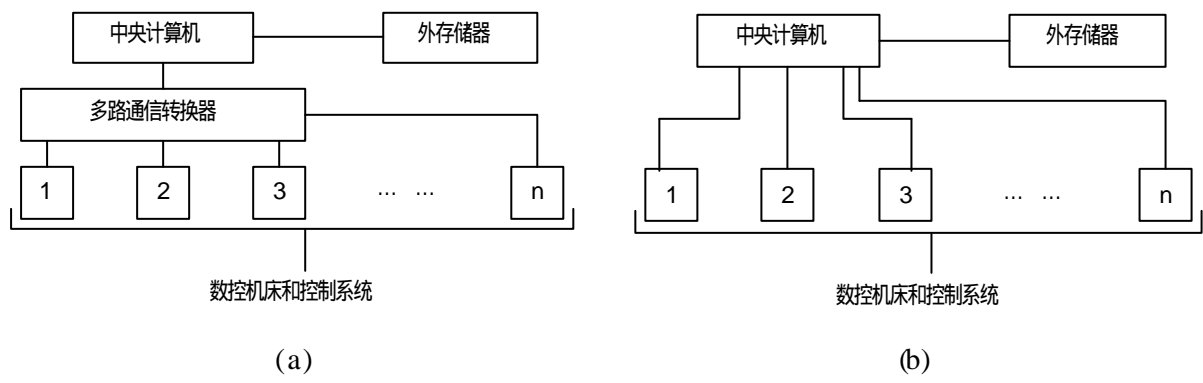 中央计算机
外存储器
多路通信转换器
1
2
3
… …
n
数控机床和控制系统
(a)
中央计算机
外存储器
1
2
3
… …
n
数控机床和控制系统
(b)